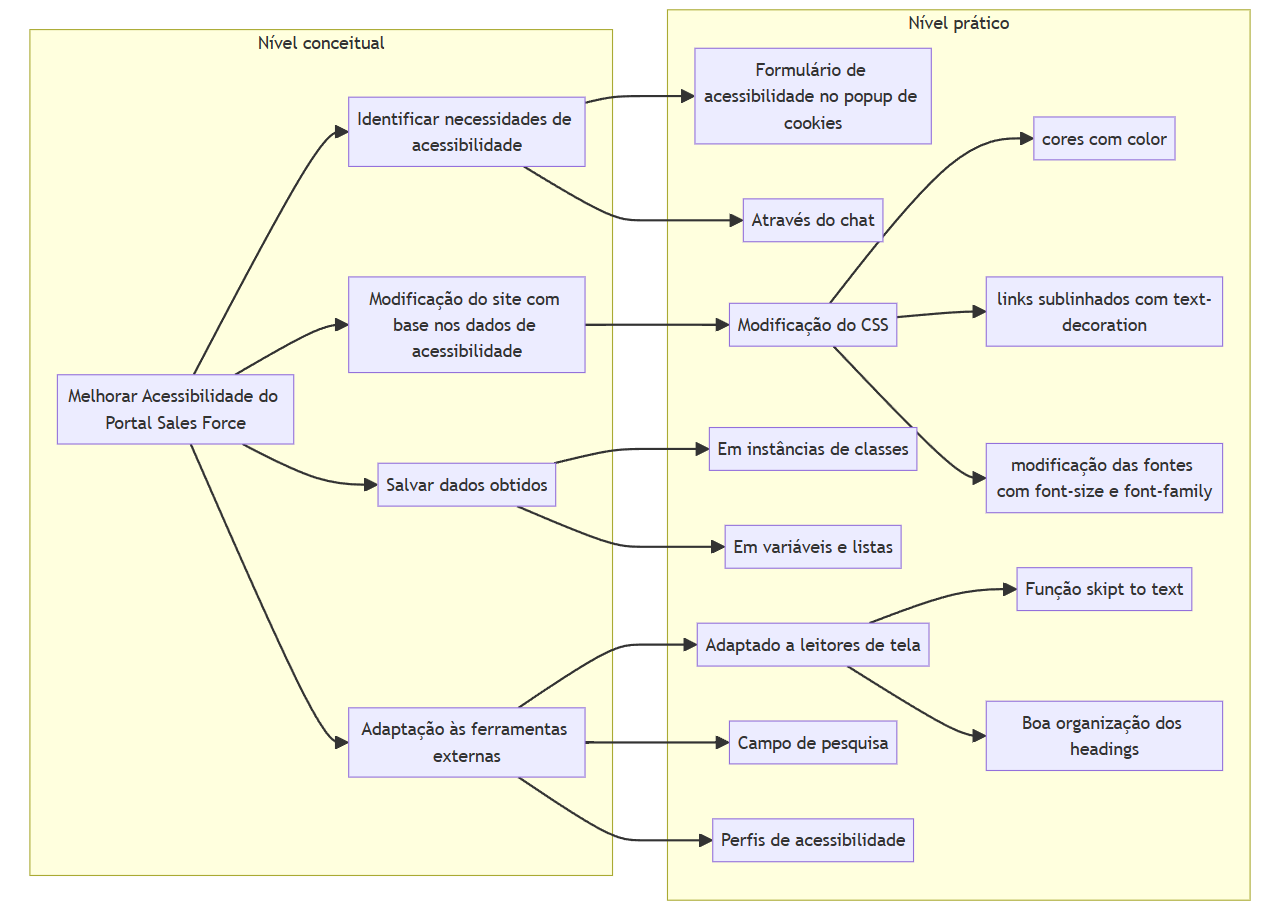 Nível conceitual
Identificar necessidades de
acessibilidade
Modificação do site com
base nos dados de
acessibilidade
Melhorar Acessibilidade do
Portal Sales Force
Salvar dados obtidos
Adaptação às ferramentas
externas
Nível prático
Formulário de
acessibilidade no popup de
cookies
cores com color
Através do chat
links sublinhados com text-
decoration
Modificação do CSS
Em instâncias de classes
modificação das fontes
com font-size e font-family
Em variáveis e listas
Função skipt to text
Adaptado a leitores de tela
Boa organização dos
headings
Campo de pesquisa
Perfis de acessibilidade